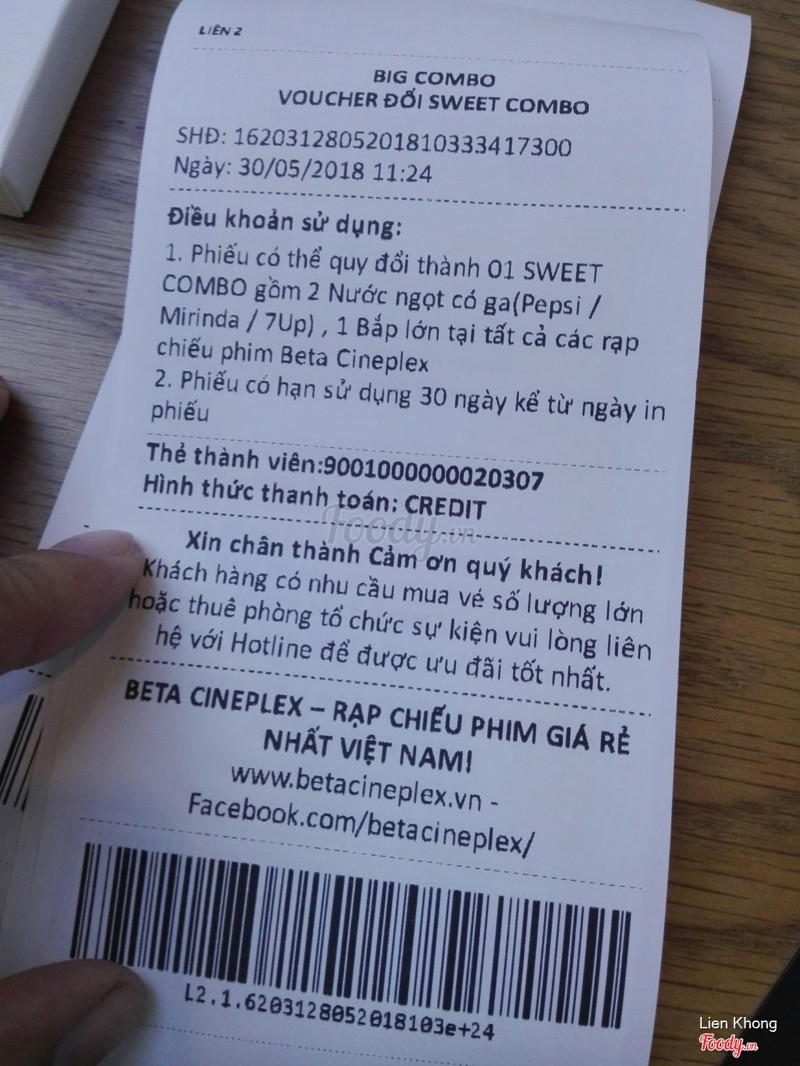 LIÊN 2
BIG COMBO
VOUCHER ĐỔI SWEET COMBO
SHĐ: 1620312805201810333417300
Ngày: 30/05/2018 11:24
Điều khoản sử dụng:
1. Phiếu có thể quy đổi thành 01 SWEET
COMBO gồm 2 Nước ngọt có ga(Pepsi /
Mirinda / 7Up) , 1 Bắp lớn tại tất cả các rạp
chiếu phim Beta Cineplex
2. Phiếu có hạn sử dụng 30 ngày kể từ ngày in
phiếu
Thẻ thành viên:9001000000020307
Hình thức thanh toán: CREDIT
Foody.vn
Xin chân thành Cảm ơn quý khách!
Khách hàng có nhu cầu mua vé số lượng lớn
hoặc thuê phòng tổ chức sự kiện vui lòng liên
hệ với Hotline để được ưu đãi tốt nhất.
BETA CINEPLEX – RẠP CHIẾU PHIM GIÁ RẺ
NHẤT VIỆT NAM!
www.betacineplex.vn -
Facebook.com/betacineplex/
L2.1.6203128052018103e+24
Lien Khong
Foody.vn